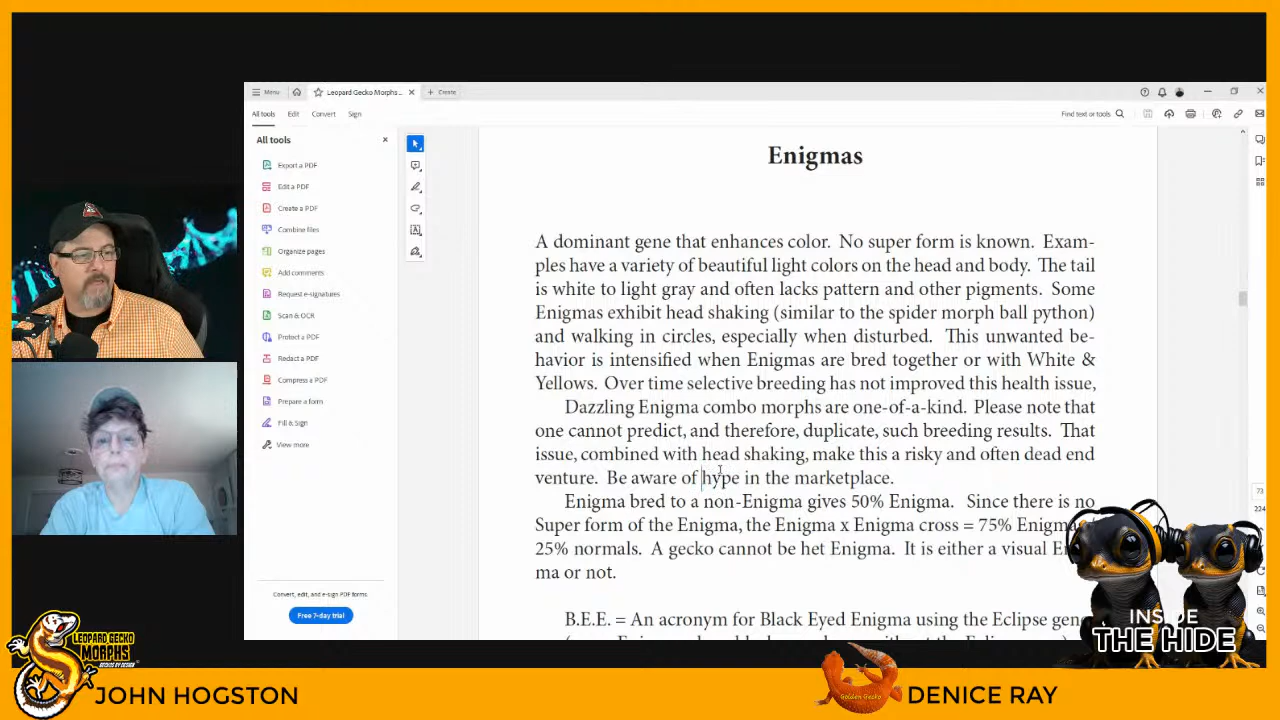 Menu
Leopard Gecko Morphs...
Create
All tools
Edit
Convert
Sign
Find text or tools
All tools
Export a PDF
Edit a PDF
Create a PDF
Combine files
Organize pages
Add comments
Request e-signatures
Scan & OCR
Protect a PDF
Redact a PDF
Compress a PDF
Prepare a form
Fill & Sign
View more
Convert, edit, and e-sign PDF forms.
Free 7-day trial
Enigmas
A dominant gene that enhances color. No super form is known. Exam-
ples have a variety of beautiful light colors on the head and body. The tail
is white to light gray and often lacks pattern and other pigments. Some
Enigmas exhibit head shaking (similar to the spider morph ball python)
and walking in circles, especially when disturbed. This unwanted be-
havior is intensified when Enigmas are bred together or with White &
Yellows. Over time selective breeding has not improved this health issue,
Dazzling Enigma combo morphs are one-of-a-kind. Please note that
one cannot predict, and therefore, duplicate, such breeding results. That
issue, combined with head shaking, make this a risky and often dead end
venture. Be aware of hype in the marketplace.
Enigma bred to a non-Enigma gives 50% Enigma. Since there is no
Super form of the Enigma, the Enigma x Enigma cross = 75% Enigma
25% normals. A gecko cannot be het Enigma. It is either a visual
ma or not.
B.E.E. = An acronym for Black Eyed Enigma using the Eclipse gene
73
224
INSIDE
THE HIDE
LEOPARD GECKO
MORPHS
GECKOS BY DESIGN
JOHN HOGSTON
Golden Gecko
DENICE RAY